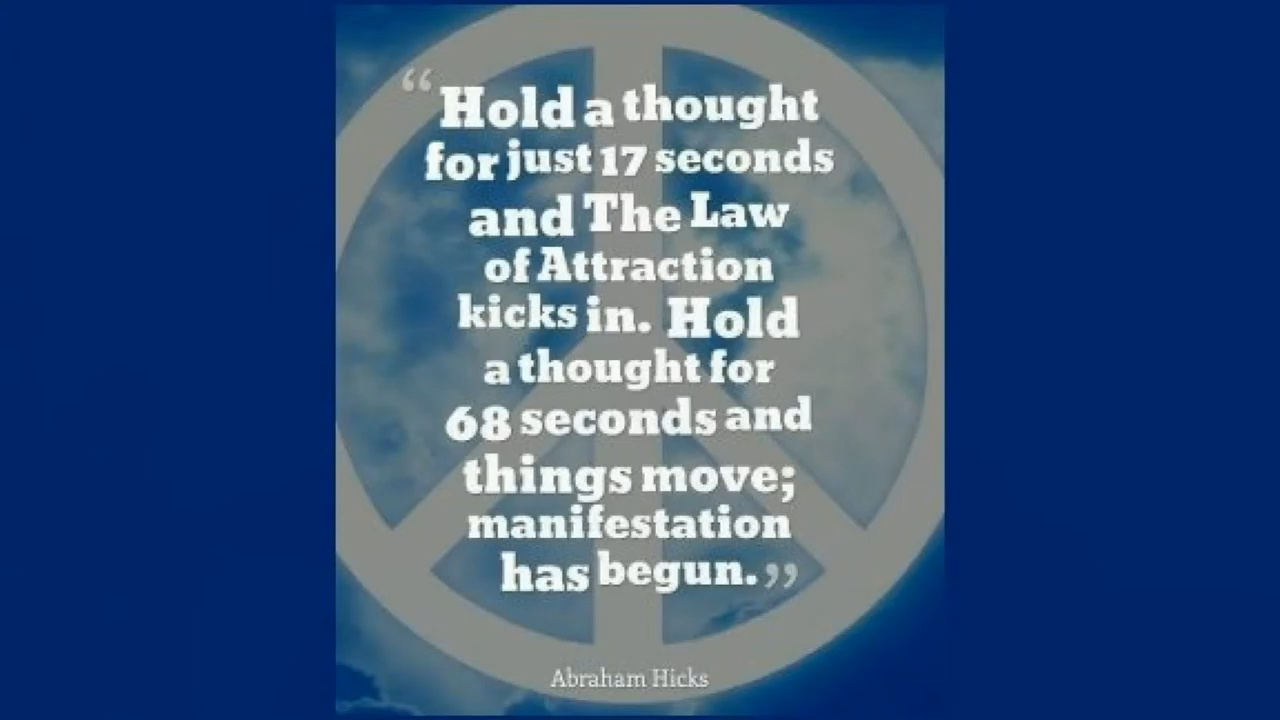 “Hold a thought
for just 17 seconds
and The Law
of Attraction
kicks in. Hold
a thought for
68 seconds and
things move;
manifestation
has begun.”
Abraham Hicks